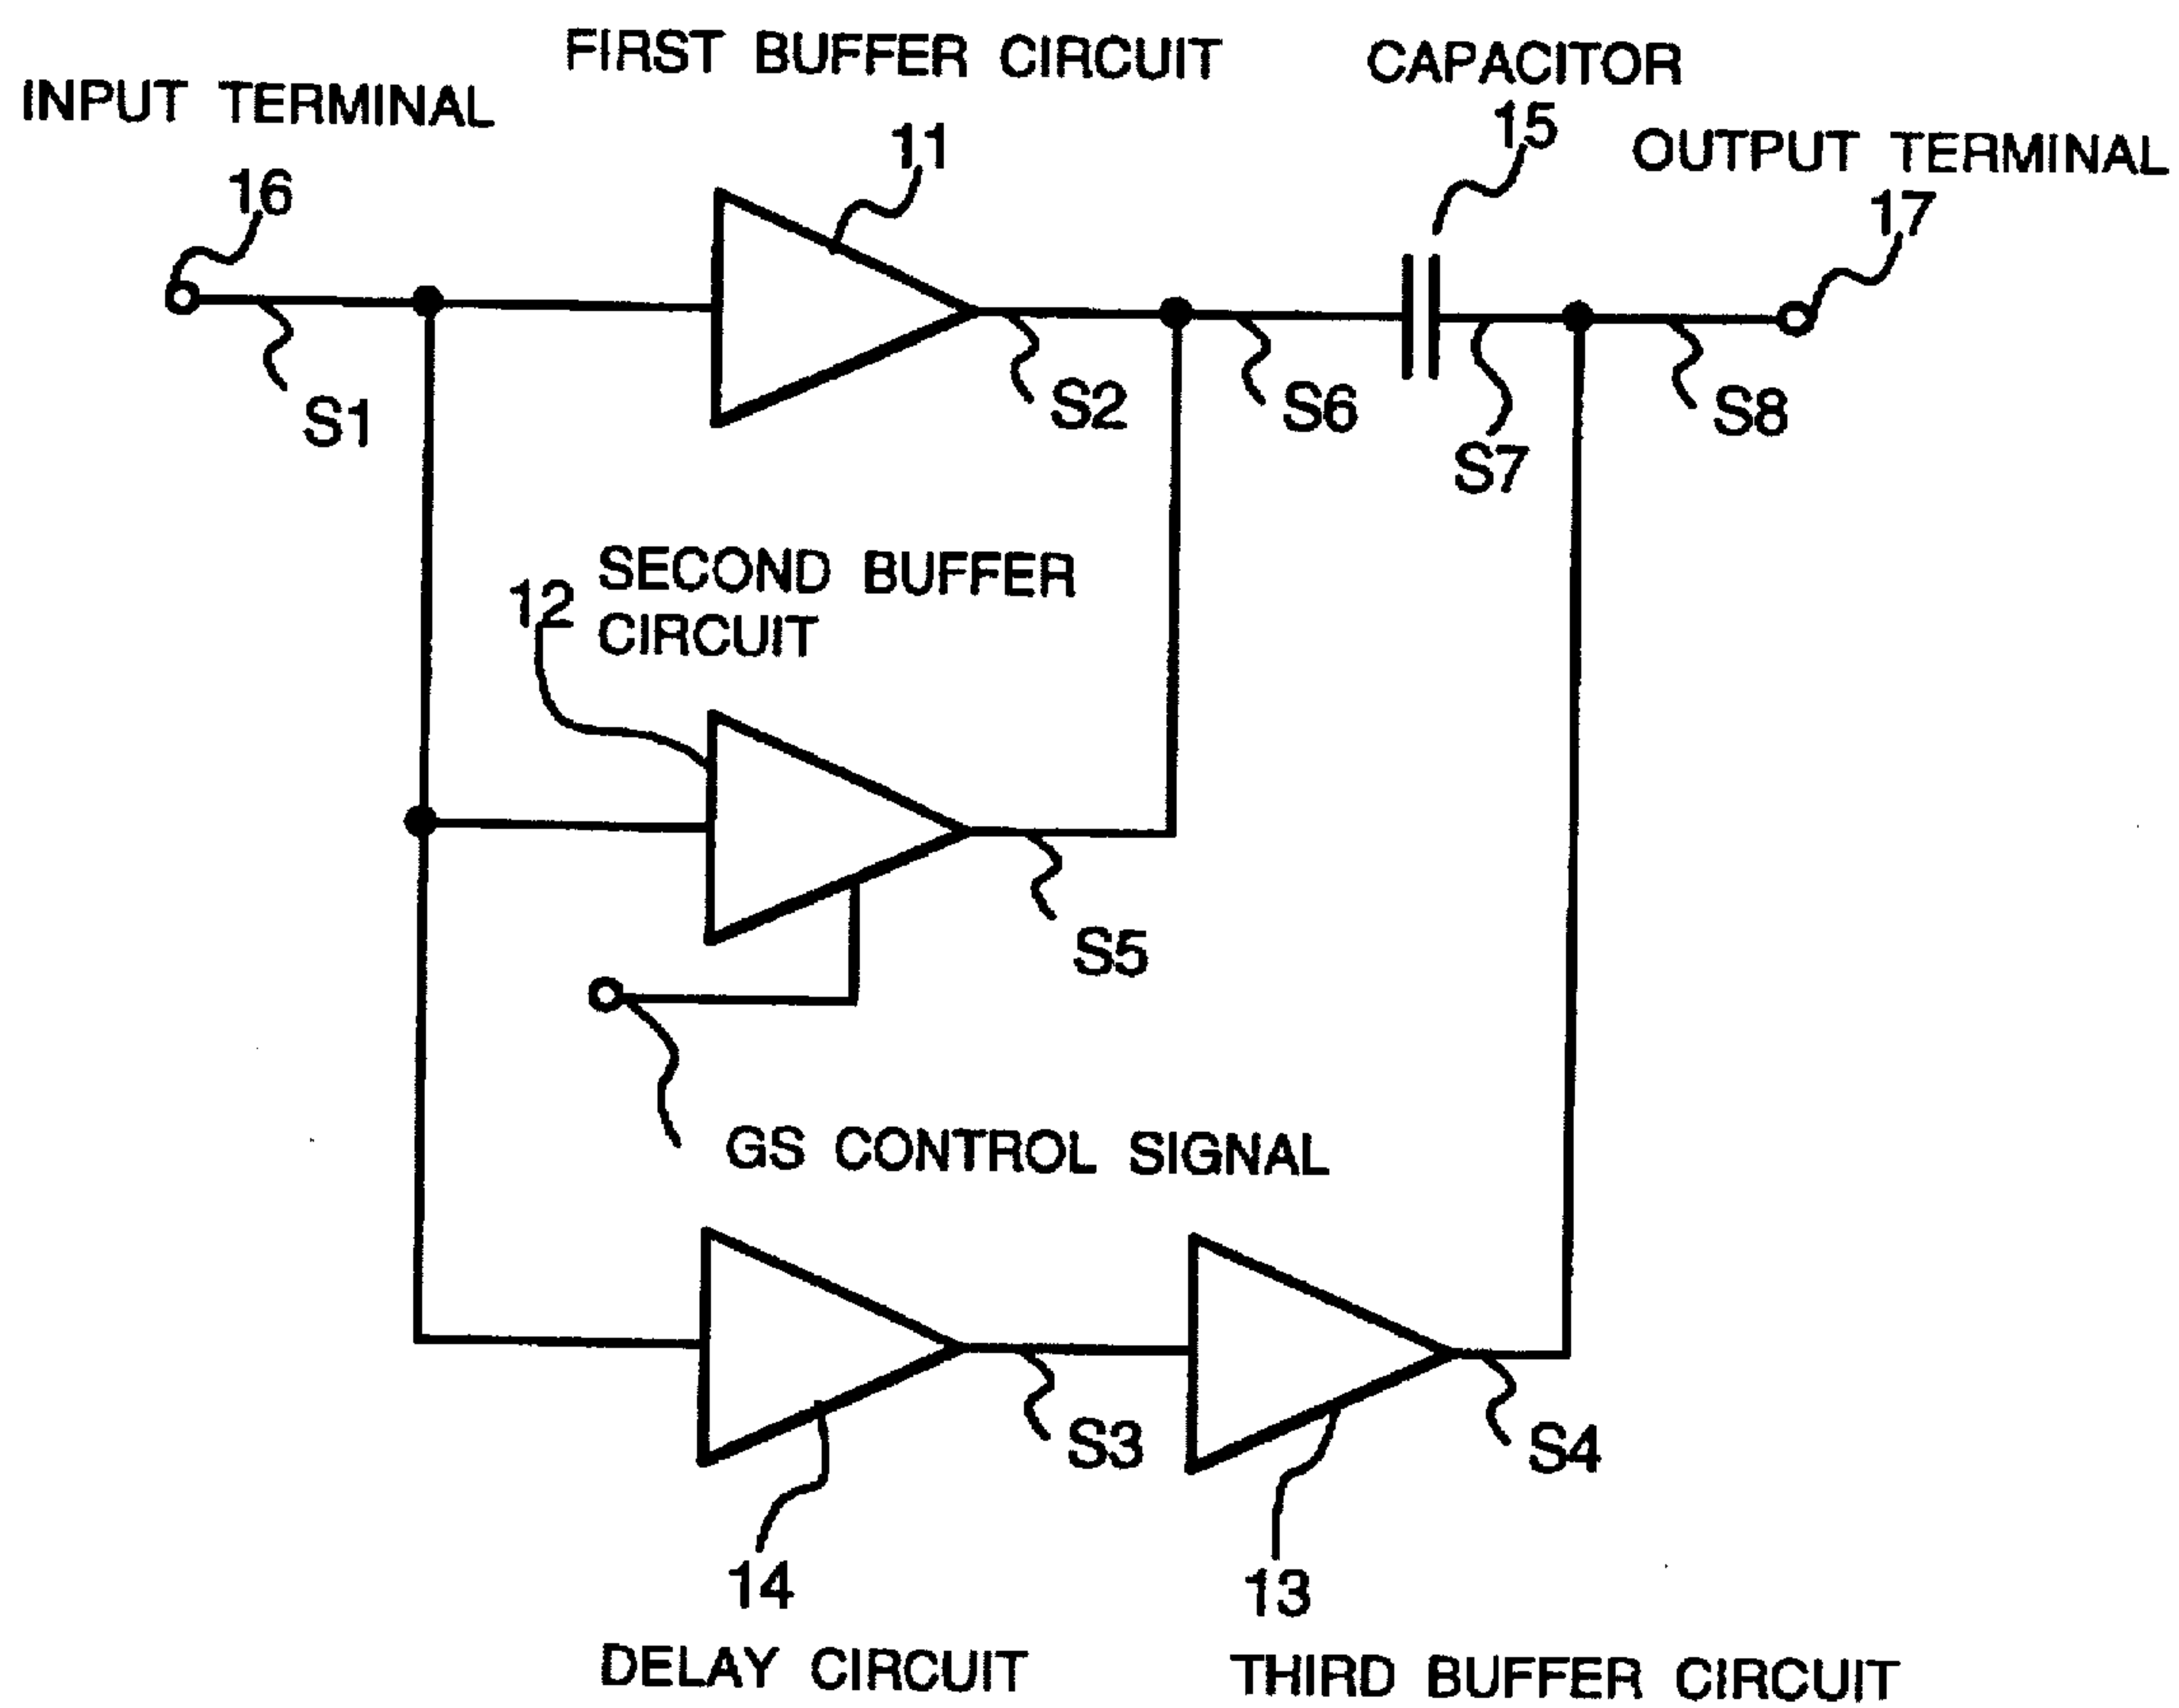 FIRST BUFFER CIRCUIT
CAPACITOR
INPUT TERMINAL
11
15
OUTPUT TERMINAL
16
17
S1
S2
S6
S7
S8
12
SECOND BUFFER
CIRCUIT
S5
GS CONTROL SIGNAL
S3
S4
14
13
DELAY CIRCUIT
THIRD BUFFER CIRCUIT